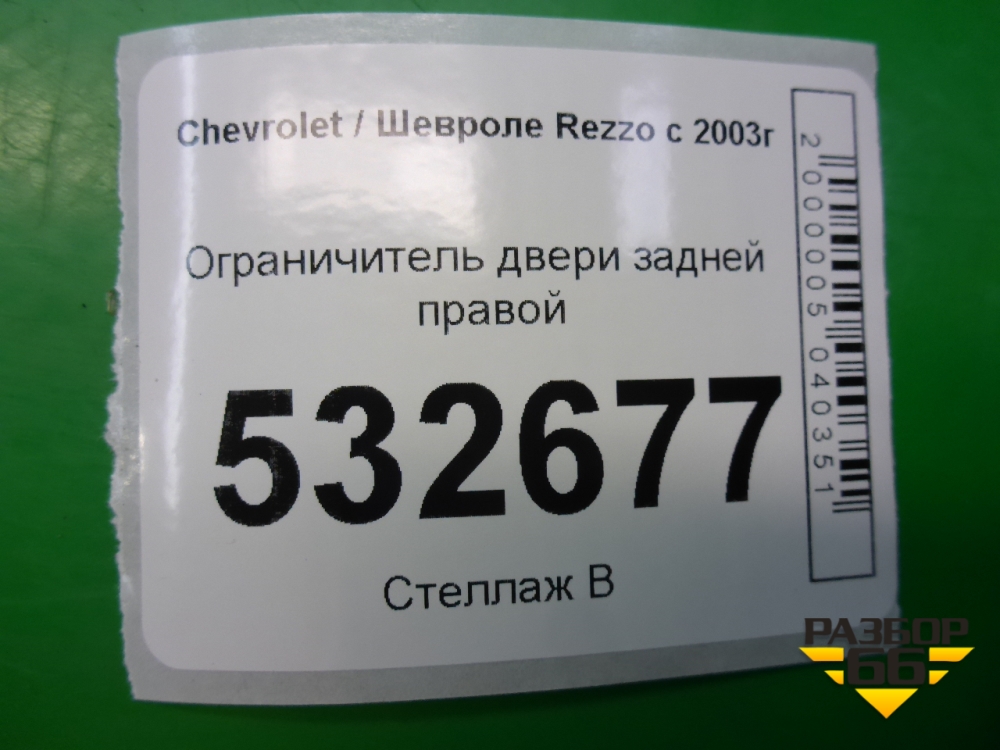 Chevrolet / Шевроле Rezzo с 2003г
Ограничитель двери задней
правой
532677
Стеллаж В
2000005040351
РАЗБОР
66